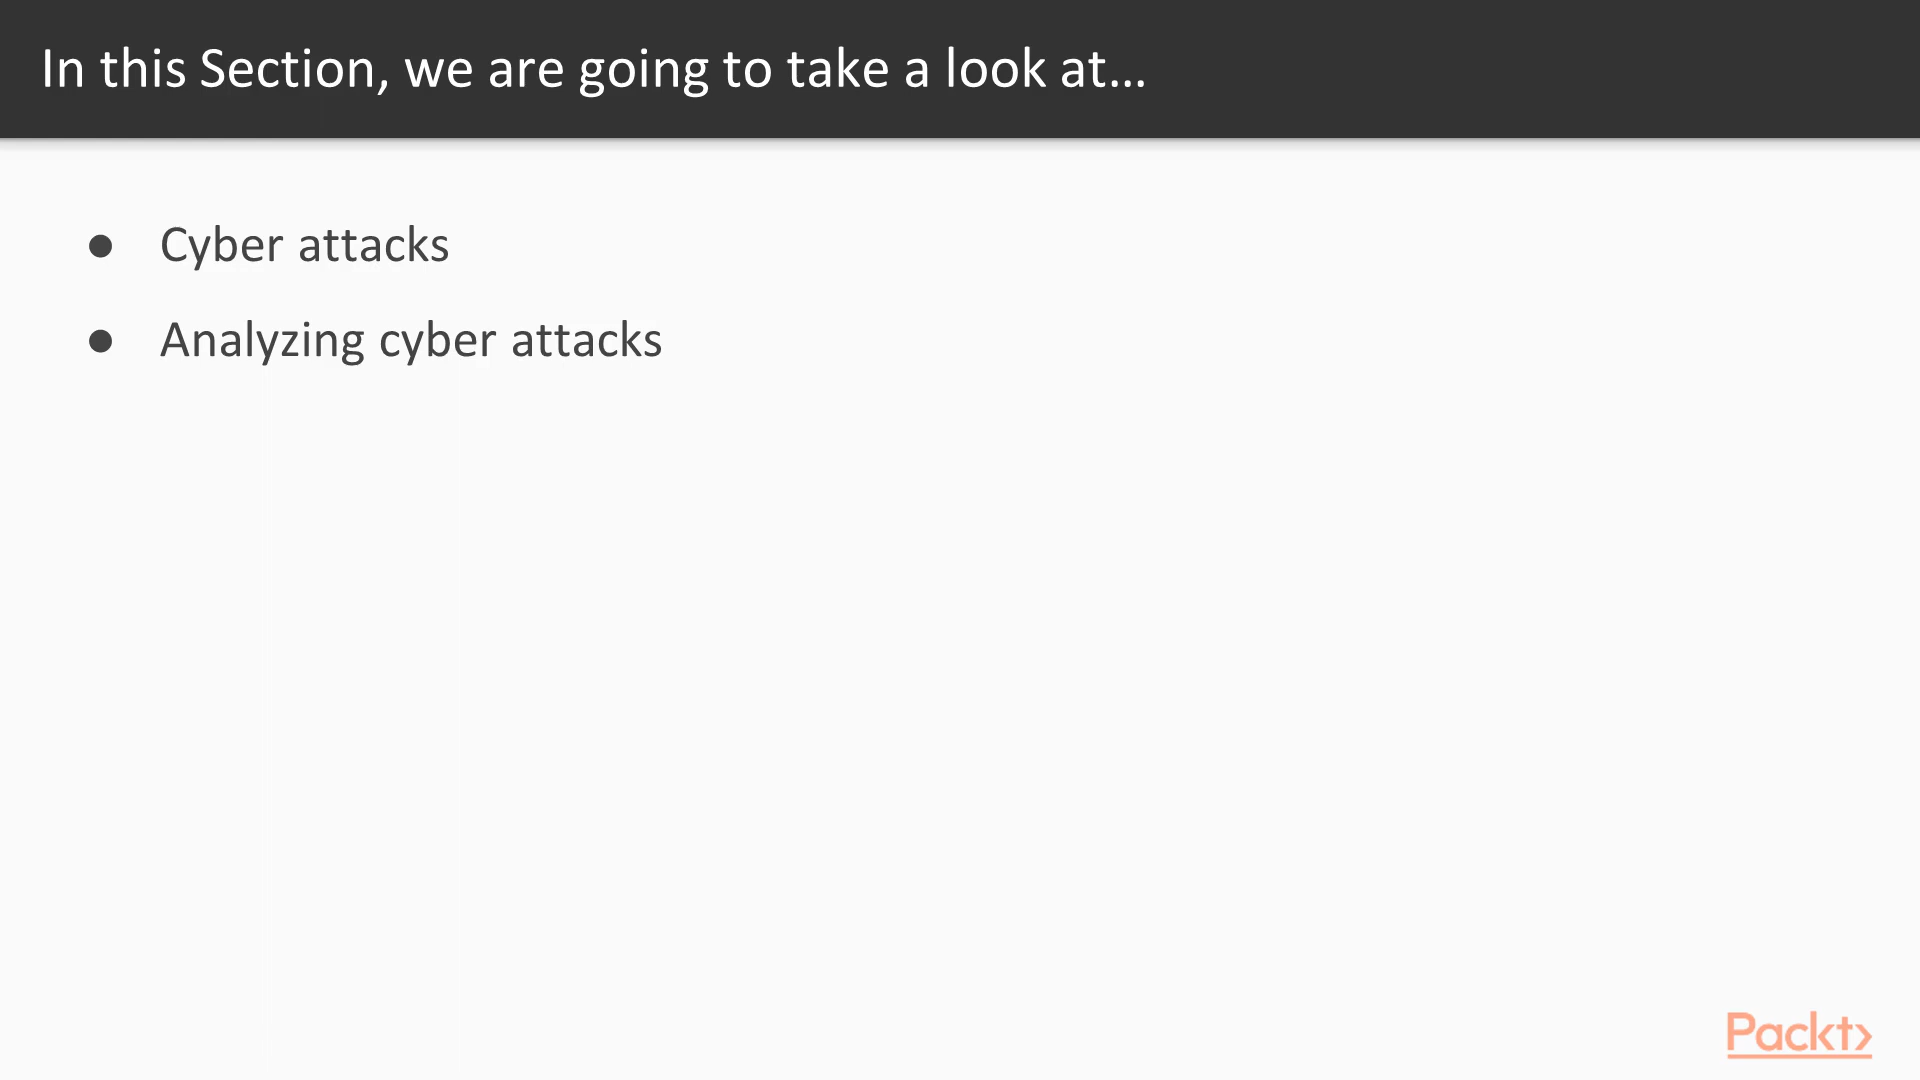 In this Section, we are going to take a look at...
● Cyber attacks
● Analyzing cyber attacks
Packt>